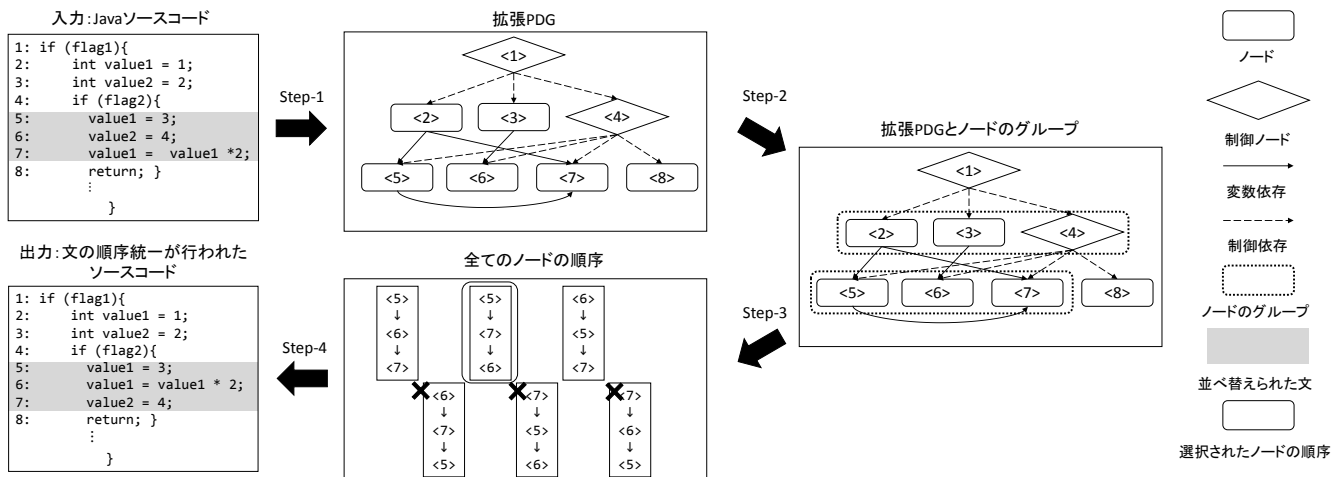 入力:Javaソースコード
1: if (flag1){
2: int value1 = 1;
3: int value2 = 2;
4: if (flag2){
5: value1 = 3;
6: value2 = 4;
7: value1 = value1 *2;
8: return; }
⋮
}
Step-1
拡張PDG
<1>
<2>
<3>
<4>
<5>
<6>
<7>
<8>
Step-2
拡張PDGとノードのグループ
<1>
<2>
<3>
<4>
<5>
<6>
<7>
<8>
Step-3
全てのノードの順序
<5>
↓
<6>
↓
<7>
<5>
↓
<7>
↓
<6>
<6>
↓
<5>
↓
<7>
<6>
↓
<7>
↓
<5>
<7>
↓
<5>
↓
<6>
<7>
↓
<6>
↓
<5>
Step-4
出力:文の順序統一が行われた
ソースコード
1: if (flag1){
2: int value1 = 1;
3: int value2 = 2;
4: if (flag2){
5: value1 = 3;
6: value1 = value1 * 2;
7: value2 = 4;
8: return; }
⋮
}
ノード
制御ノード
変数依存
制御依存
ノードのグループ
並べ替えられた文
選択されたノードの順序